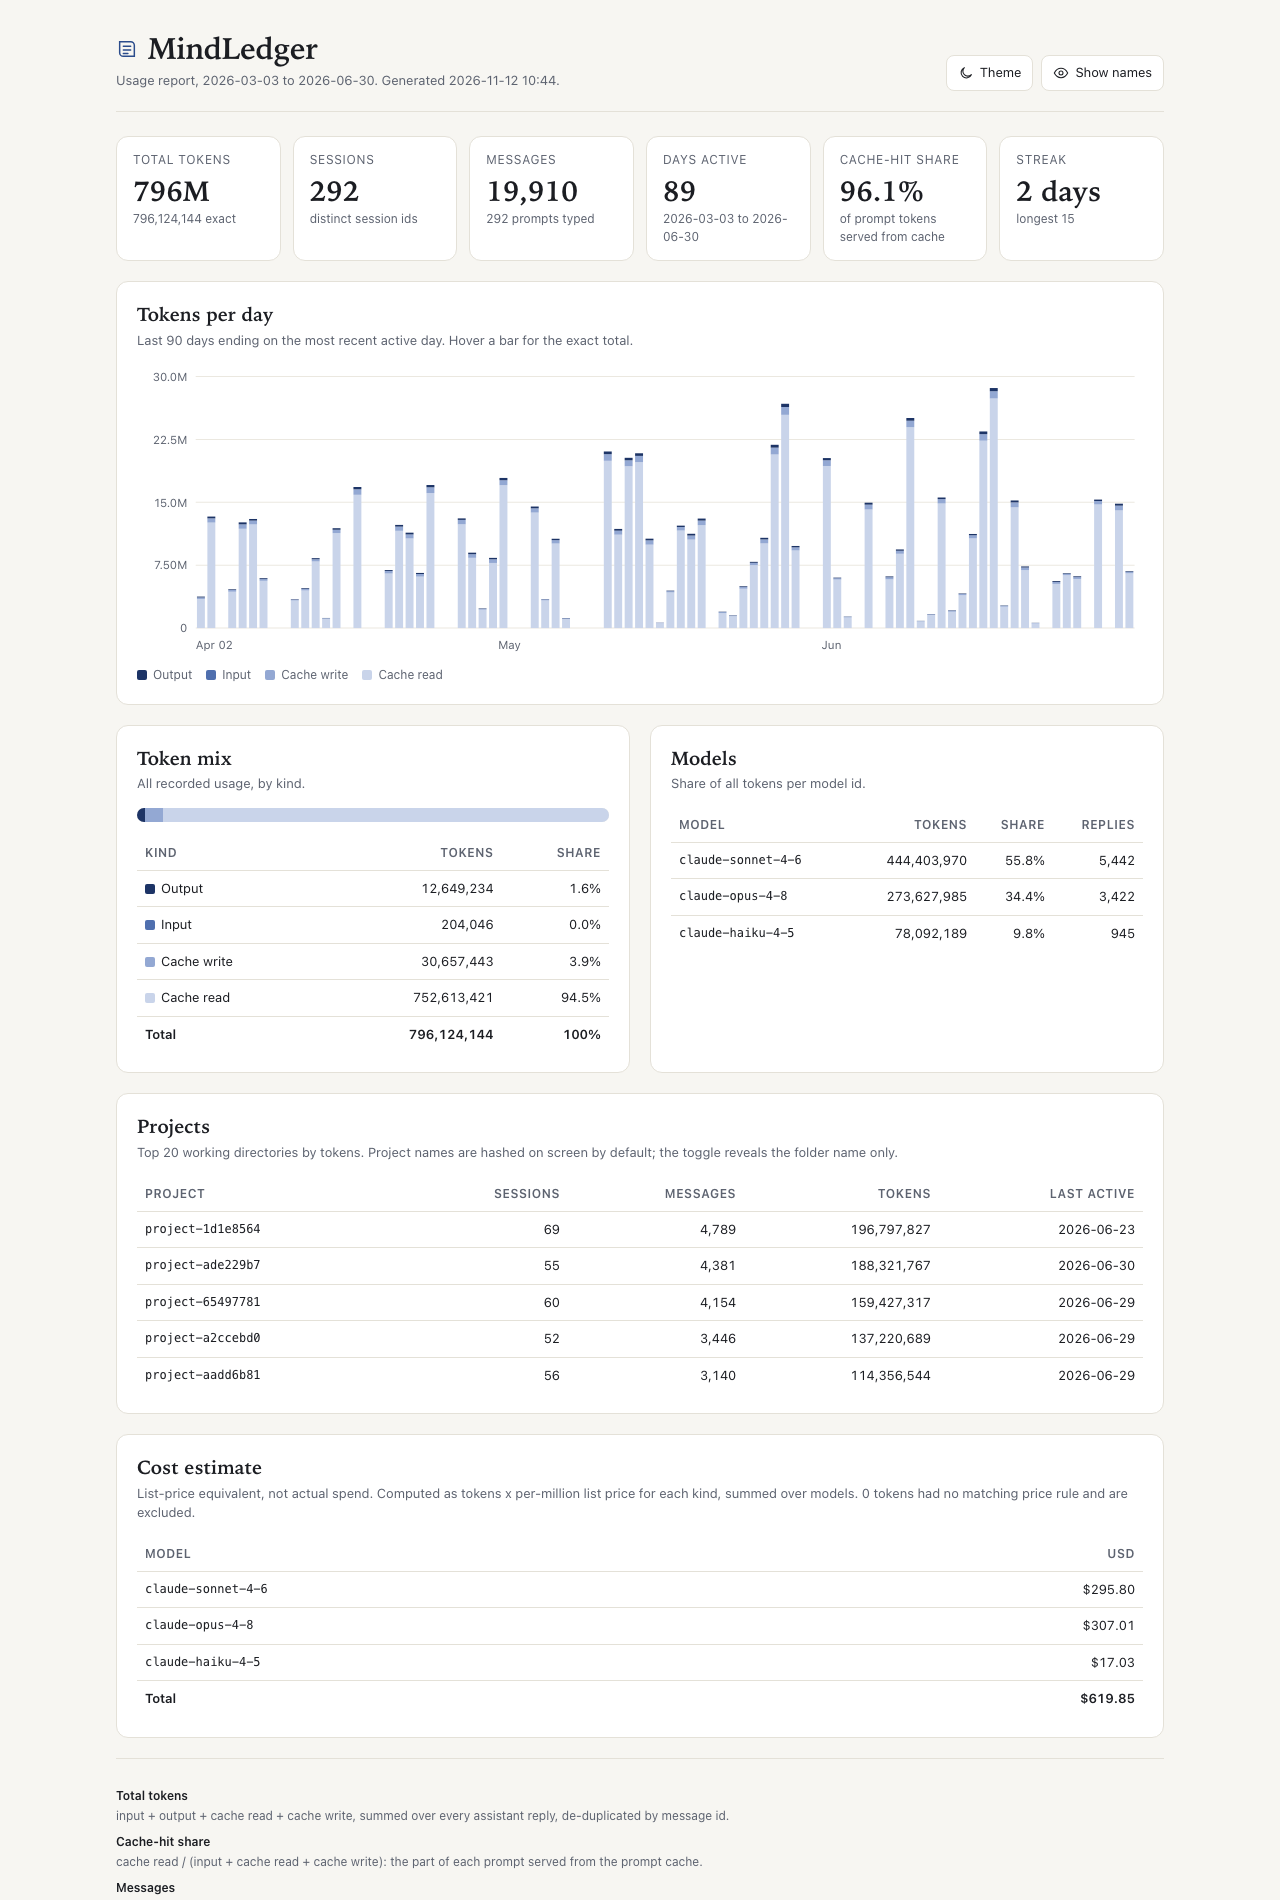 MindLedger
Usage report, 2026-03-03 to 2026-06-30. Generated 2026-11-12 10:44.
Theme
Show names
TOTAL TOKENS
796M
796,124,144 exact
SESSIONS
292
distinct session ids
MESSAGES
19,910
292 prompts typed
DAYS ACTIVE
89
2026-03-03 to 2026-
06-30
CACHE-HIT SHARE
96.1%
of prompt tokens
served from cache
STREAK
2 days
longest 15
Tokens per day
Last 90 days ending on the most recent active day. Hover a bar for the exact total.
30.0M
22.5M
15.0M
7.50M
0
Apr 02 May Jun
Output Input Cache write Cache read
Token mix
All recorded usage, by kind.
KIND TOKENS SHARE
Output 12,649,234 1.6%
Input 204,046 0.0%
Cache write 30,657,443 3.9%
Cache read 752,613,421 94.5%
Total 796,124,144 100%
Models
Share of all tokens per model id.
MODEL TOKENS SHARE REPLIES
claude-sonnet-4-6 444,403,970 55.8% 5,442
claude-opus-4-8 273,627,985 34.4% 3,422
claude-haiku-4-5 78,092,189 9.8% 945
Projects
Top 20 working directories by tokens. Project names are hashed on screen by default; the toggle reveals the folder name only.
PROJECT SESSIONS MESSAGES TOKENS LAST ACTIVE
project-1d1e8564 69 4,789 196,797,827 2026-06-23
project-ade229b7 55 4,381 188,321,767 2026-06-30
project-65497781 60 4,154 159,427,317 2026-06-29
project-a2ccebd0 52 3,446 137,220,689 2026-06-29
project-aadd6b81 56 3,140 114,356,544 2026-06-29
Cost estimate
List-price equivalent, not actual spend. Computed as tokens x per-million list price for each kind, summed over models. 0 tokens had no matching price rule and are
excluded.
MODEL USD
claude-sonnet-4-6 $295.80
claude-opus-4-8 $307.01
claude-haiku-4-5 $17.03
Total $619.85
Total tokens
input + output + cache read + cache write, summed over every assistant reply, de-duplicated by message id.
Cache-hit share
cache read / (input + cache read + cache write): the part of each prompt served from the prompt cache.
Messages